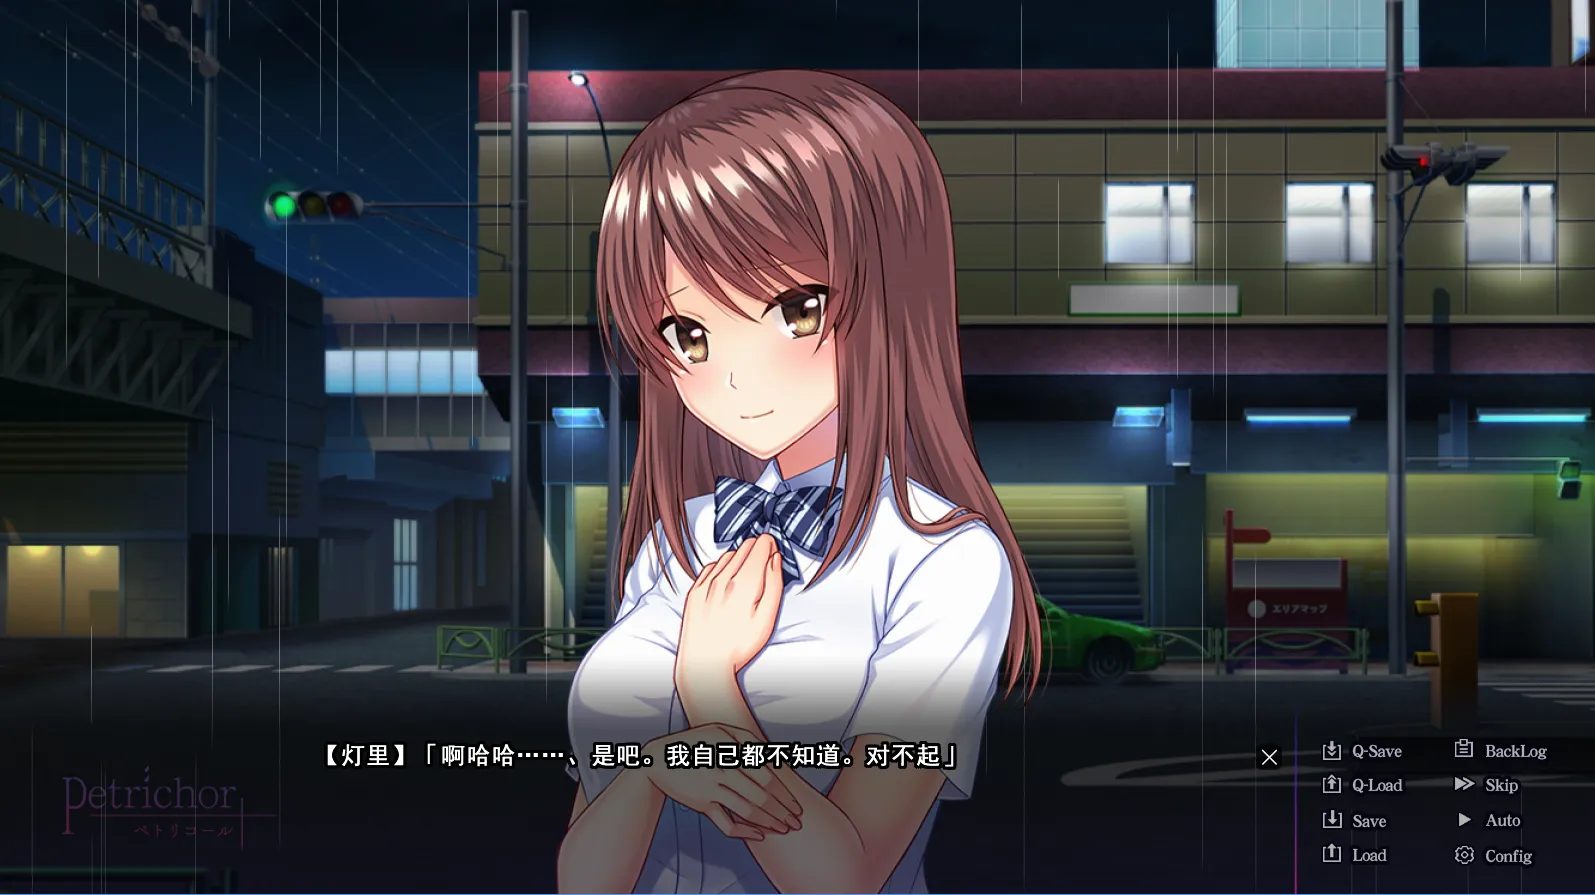 エリアマップ
【灯里】「啊哈哈……、是吧。我自己都不知道。对不起」
Petrichor
ペトリコール
Q-Save
BackLog
Q-Load
Skip
Save
Auto
Load
Config